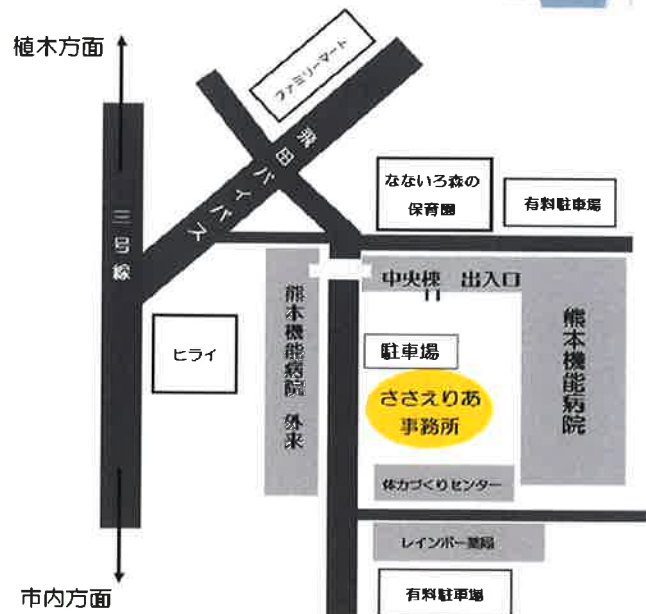 植木方面
ファミリーマート
飛田バイパス
三号線
なないろ森の
保育園
有料駐車場
中央棟 出入口
熊本機能病院 外来
熊本機能病院
ヒライ
駐車場
ささえりあ
事務所
体力づくりセンター
レインボー薬局
有料駐車場
市内方面